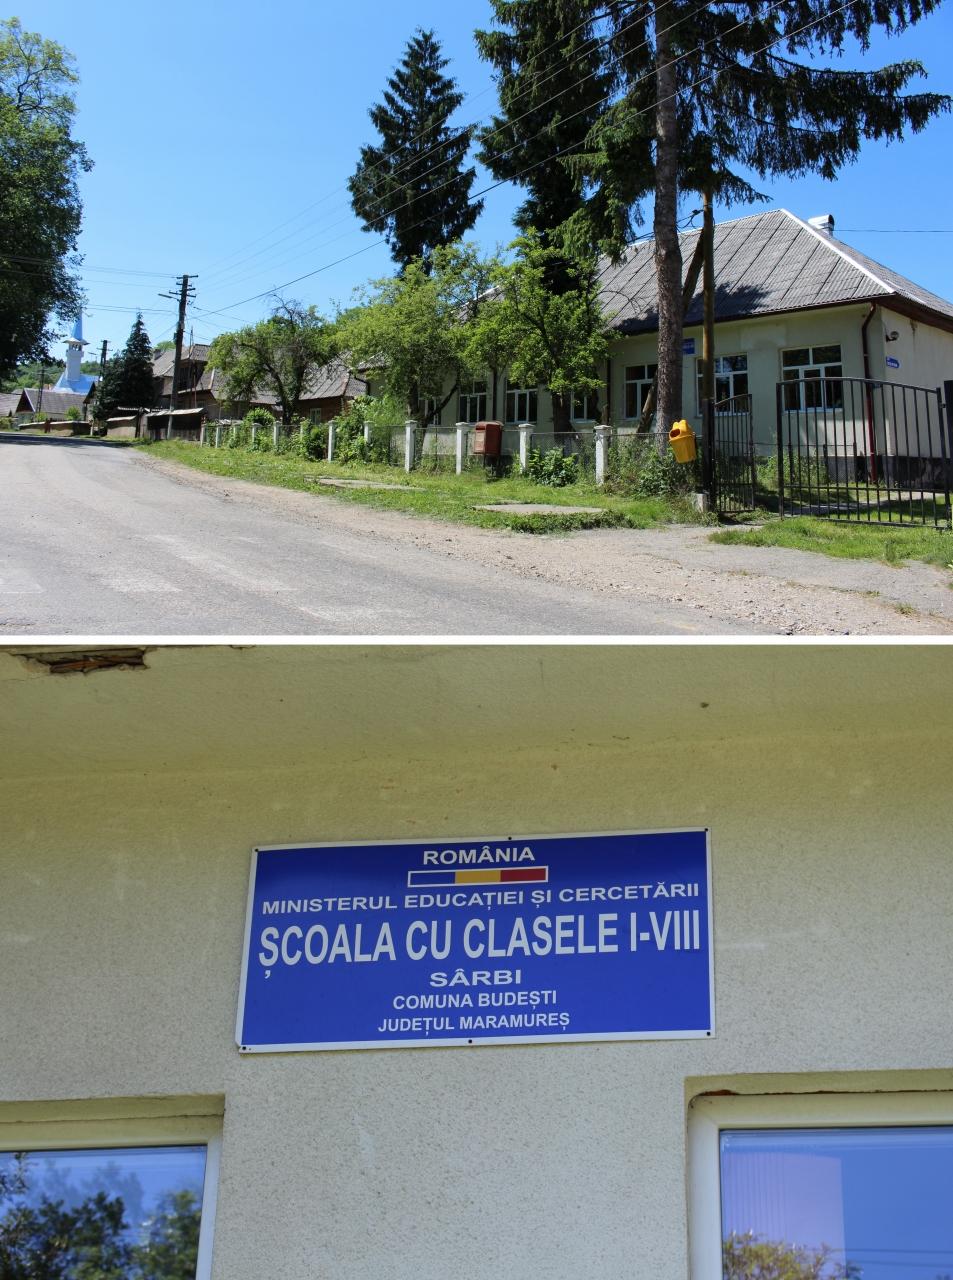 ROMÂNIA
MINISTERUL EDUCAȚIEI ȘI CERCETĂRII
ȘCOALA CU CLASELE I-VIII
SÂRBI
COMUNA BUDEȘTI
JUDEȚUL MARAMUREȘ